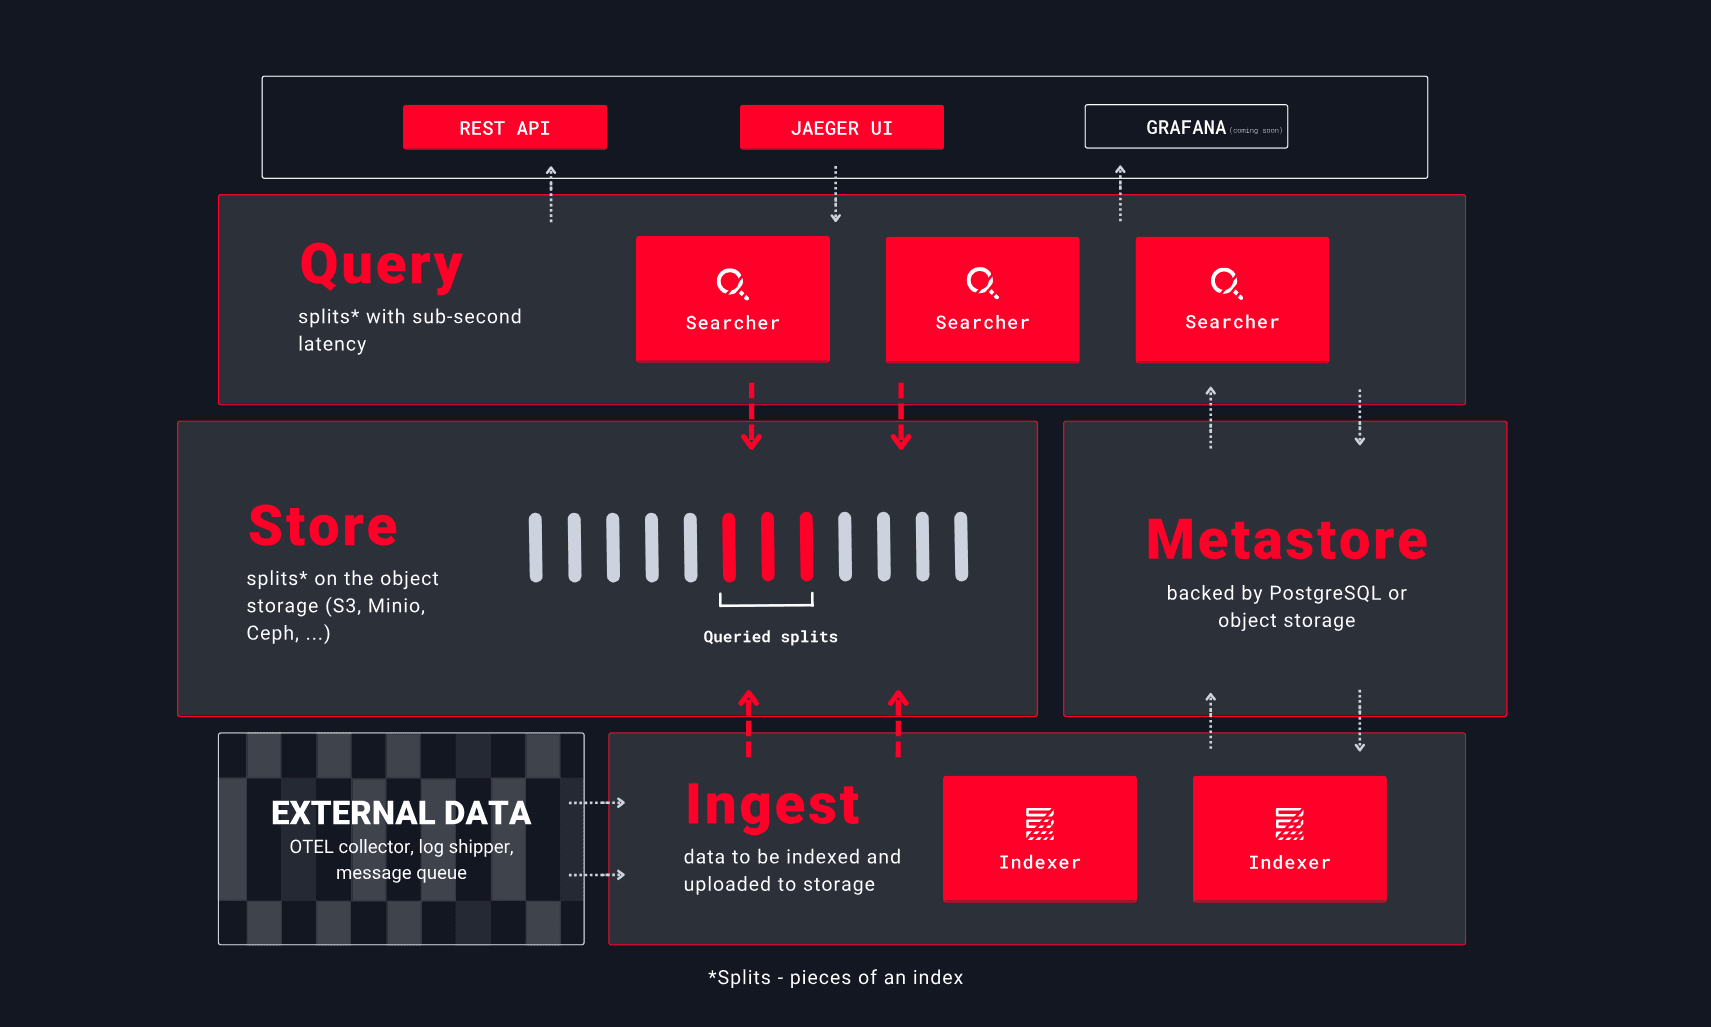 REST API
JAEGER UI
GRAFANA (coming soon)
Query
splits* with sub-second
latency
Searcher
Searcher
Searcher
Store
splits* on the object
storage (S3, Minio,
Ceph, ...)
Queried splits
Metastore
backed by PostgreSQL or
object storage
EXTERNAL DATA
OTEL collector, log shipper,
message queue
Ingest
data to be indexed and
uploaded to storage
Indexer
Indexer
*Splits - pieces of an index